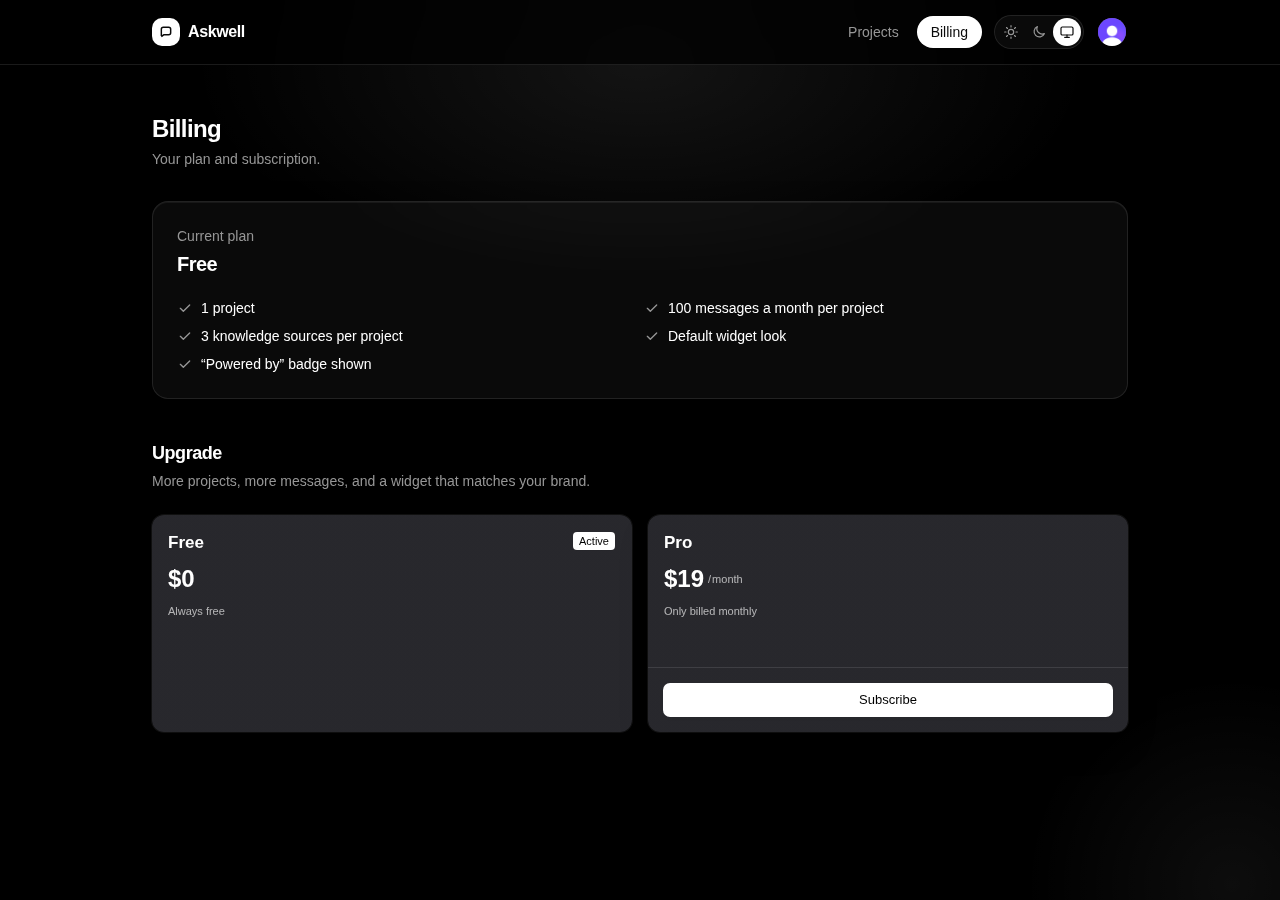 Askwell
Projects
Billing
Billing
Your plan and subscription.
Current plan
Free
1 project
100 messages a month per project
3 knowledge sources per project
Default widget look
“Powered by” badge shown
Upgrade
More projects, more messages, and a widget that matches your brand.
Free
Active
$0
Always free
Pro
$19 /month
Only billed monthly
Subscribe